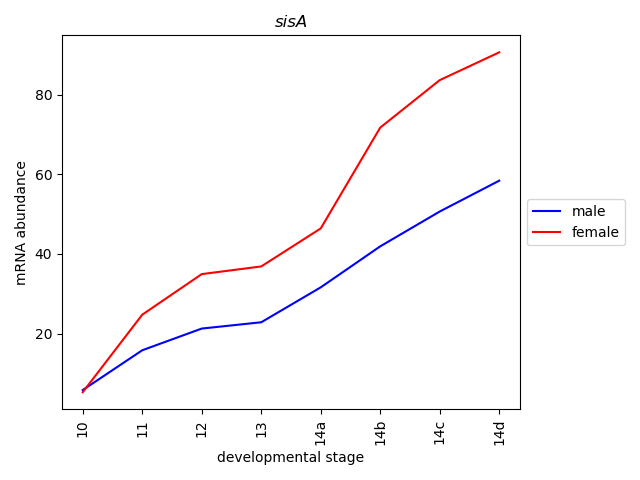 sisA
mRNA abundance
80
60
40
20
10
11
12
13
14a
14b
14c
14d
developmental stage
male
female